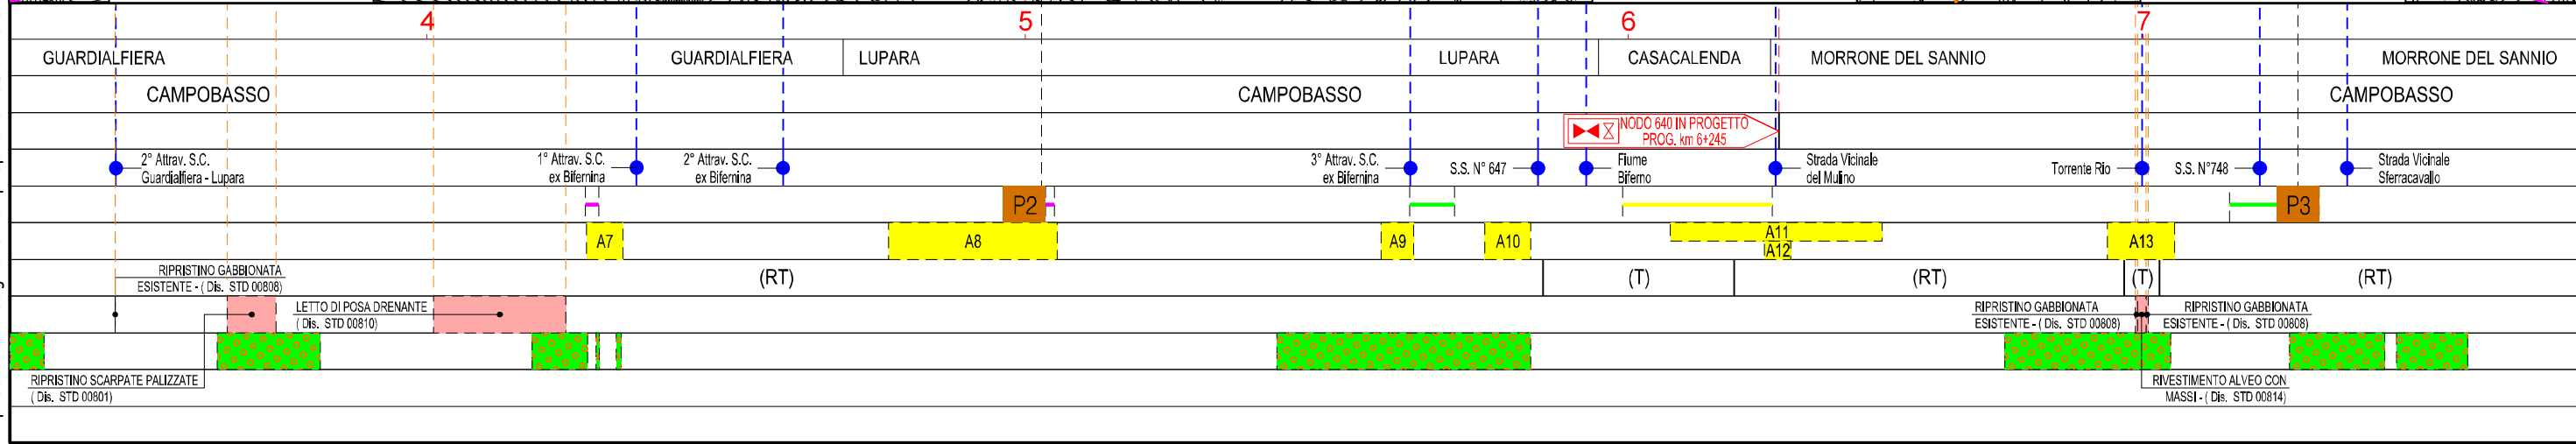 4 5 6 7
GUARDIALFIERA GUARDIALFIERA LUPARA LUPARA CASACALENDA MORRONE DEL SANNIO MORRONE DEL SANNIO
CAMPOBASSO CAMPOBASSO CAMPOBASSO
NODO 640 IN PROGETTO
PROG. km 6+245
2° Attrav. S.C.
Guardialfiera - Lupara
1° Attrav. S.C.
ex Bifernina
2° Attrav. S.C.
ex Bifernina
3° Attrav. S.C.
ex Bifernina
S.S. N° 647
Fiume
Biferno
Strada Vicinale
del Mulino
Torrente Rio
S.S. N°748
Strada Vicinale
Sferracavallo
P2 P3
A7 A8 A9 A10 A11 A12 A13
(RT) (T) (RT) (T) (RT)
RIPRISTINO GABBIONATA
ESISTENTE - ( Dis. STD 00808)
LETTO DI POSA DRENANTE
( Dis. STD 00810)
RIPRISTINO GABBIONATA
ESISTENTE - ( Dis. STD 00808)
RIPRISTINO GABBIONATA
ESISTENTE - ( Dis. STD 00808)
RIPRISTINO SCARPATE PALIZZATE
( Dis. STD 00801)
RIVESTIMENTO ALVEO CON
MASSI - ( Dis. STD 00814)